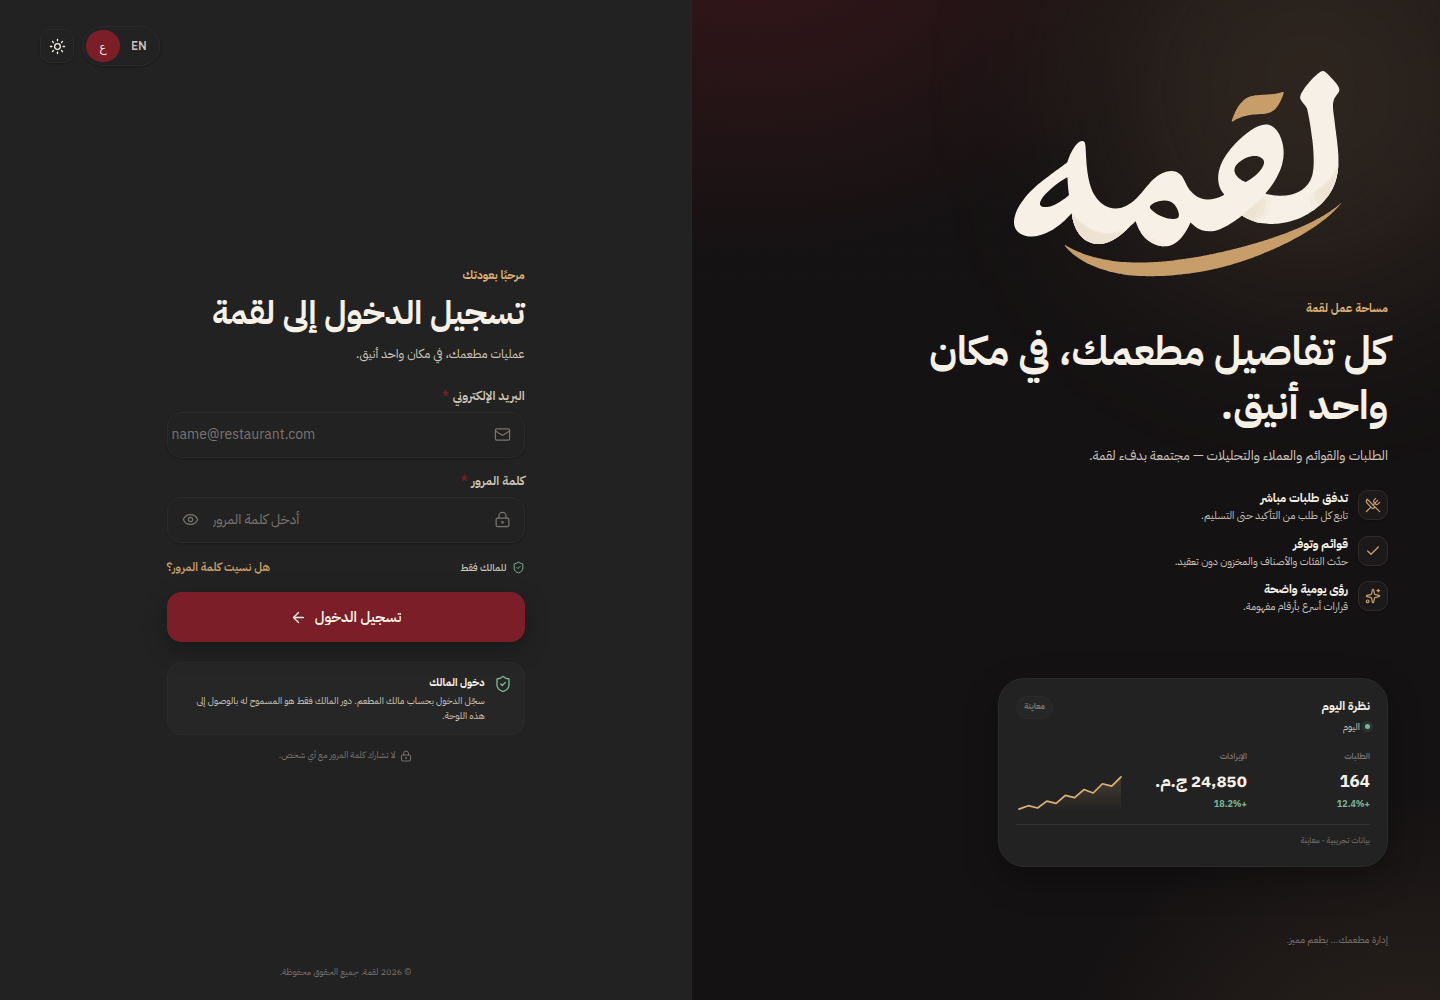 لقمه
مساحة عمل لقمة
كل تفاصيل مطعمك، في مكان
واحد أنيق.
الطلبات والقوائم والعملاء والتحليلات — مجتمعة بدفء لقمة.
تدفق طلبات مباشر
تابع كل طلب من التأكيد حتى التسليم.
قوائم وتوفر
حدّث الفئات والأصناف والمخزون دون تعقيد.
رؤى يومية واضحة
قرارات أسرع بأرقام مفهومة.
نظرة اليوم
معاينة
اليوم
الطلبات
الإيرادات
164
24,850 ج.م.
+12.4%
+18.2%
بيانات تجريبية · معاينة
إدارة مطعمك... بطعم مميز.
EN
ع
مرحبًا بعودتك
تسجيل الدخول إلى لقمة
عمليات مطعمك، في مكان واحد أنيق.
البريد الإلكتروني *
name@restaurant.com
كلمة المرور *
أدخل كلمة المرور
للمالك فقط
هل نسيت كلمة المرور؟
تسجيل الدخول
دخول المالك
سجّل الدخول بحساب مالك المطعم. دور المالك فقط هو المسموح له بالوصول إلى
هذه اللوحة.
لا تشارك كلمة المرور مع أي شخص.
© 2026 لقمة. جميع الحقوق محفوظة.